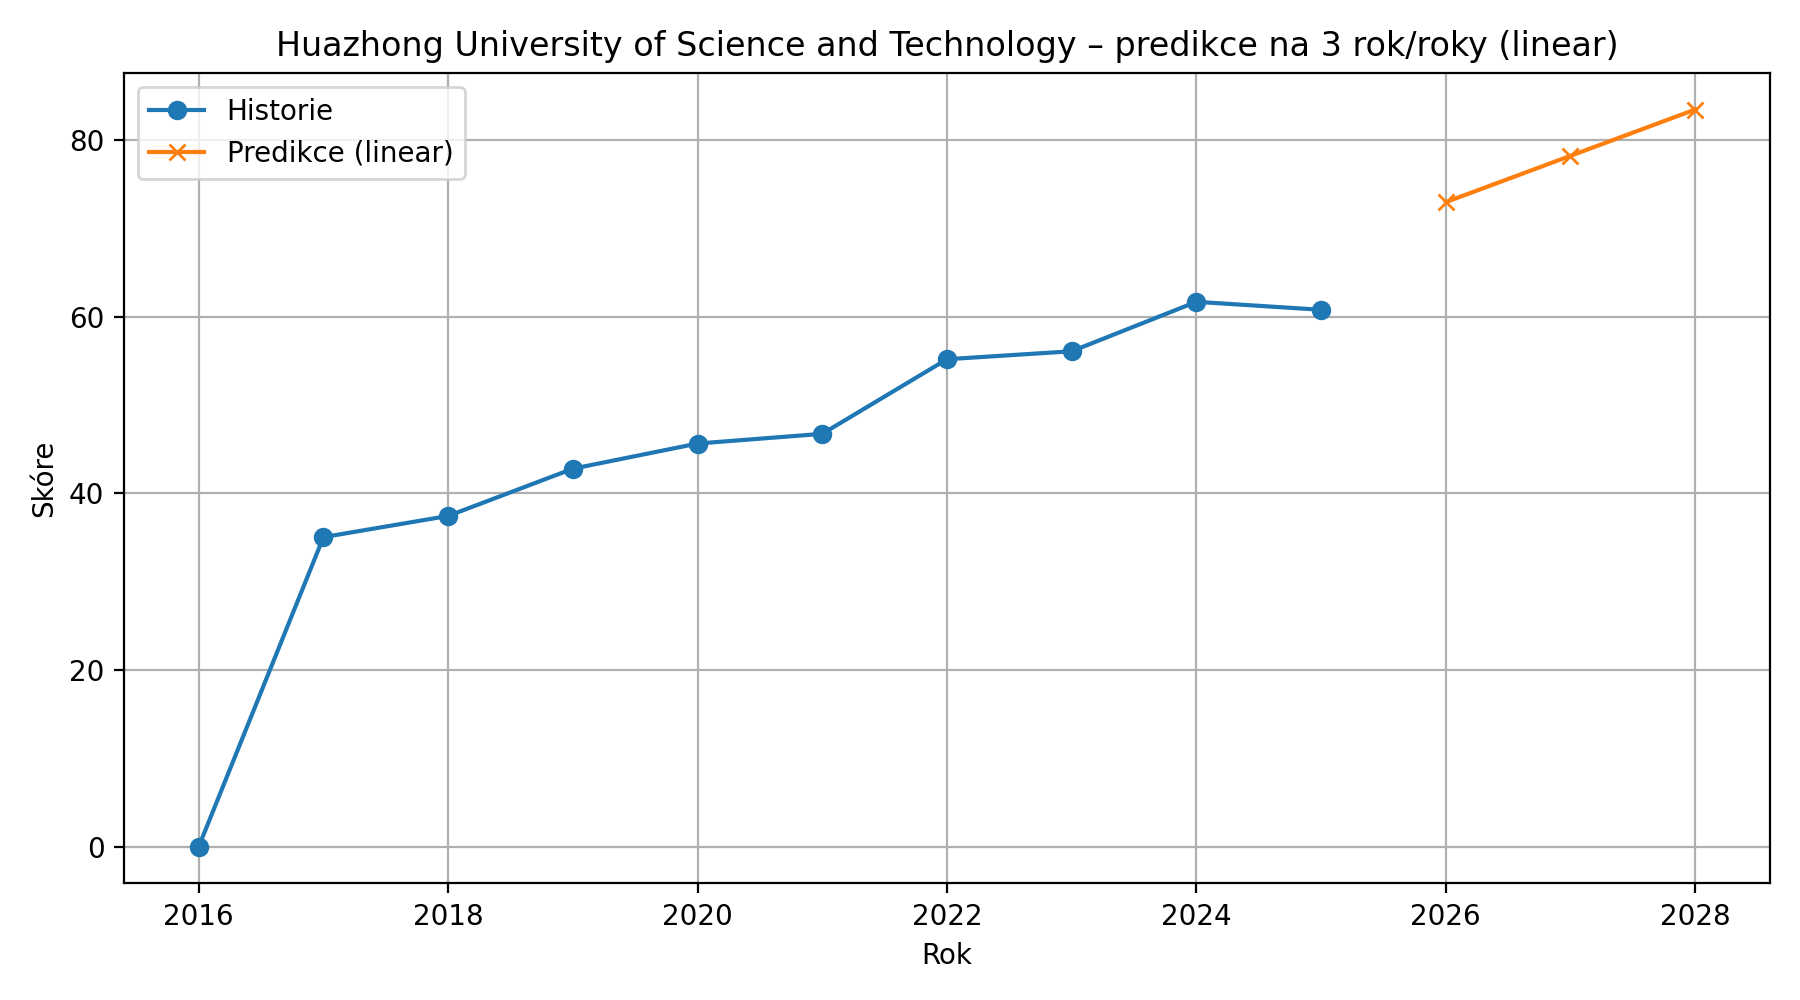 Huazhong University of Science and Technology – predikce na 3 rok/roky (linear)
Historie
Predikce (linear)
80
60
40
20
0
Skóre
2016 2018 2020 2022 2024 2026 2028
Rok